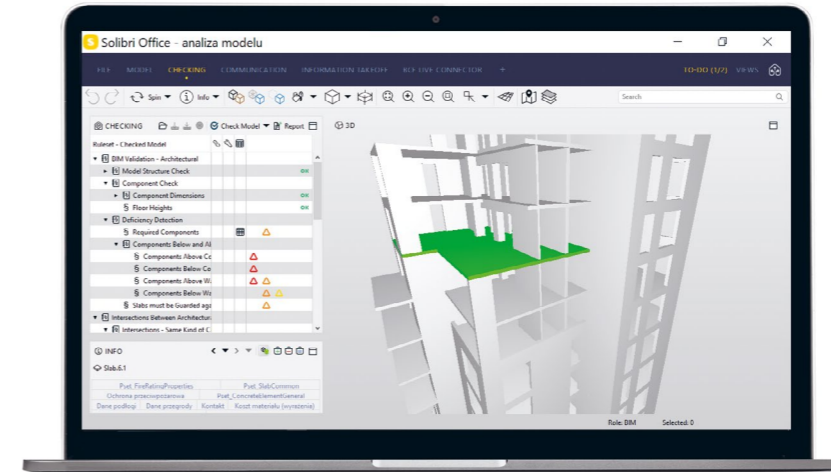 Solibri Office - analiza modelu
FILE MODEL CHECKING COMMUNICATION INFORMATION TAKEOFF BCF LIVE CONNECTOR +
TO-DO (1/2) VIEWS
Spin Info
Search
CHECKING Check Model Report
3D
Ruleset - Checked Model
BIM Validation - Architectural
Model Structure Check OK
Component Check
Component Dimensions OK
§ Floor Heights OK
Deficiency Detection
§ Required Components
Components Below and Al
§ Components Above Co
§ Components Below Co
§ Components Above W
§ Components Below Wa
§ Slabs must be Guarded aga
Intersections Between Architectur
Intersections - Same Kind of C
INFO
Slab.6.1
Pset_FireRatingProperties Pset_SlabCommon
Ochrona przeciwpożarowa Pset_ConcreteElementGeneral
Dane podłogi Dane przegrody Kontakt Koszt materiału (wyrażenia)
Role: BIM Selected: 0